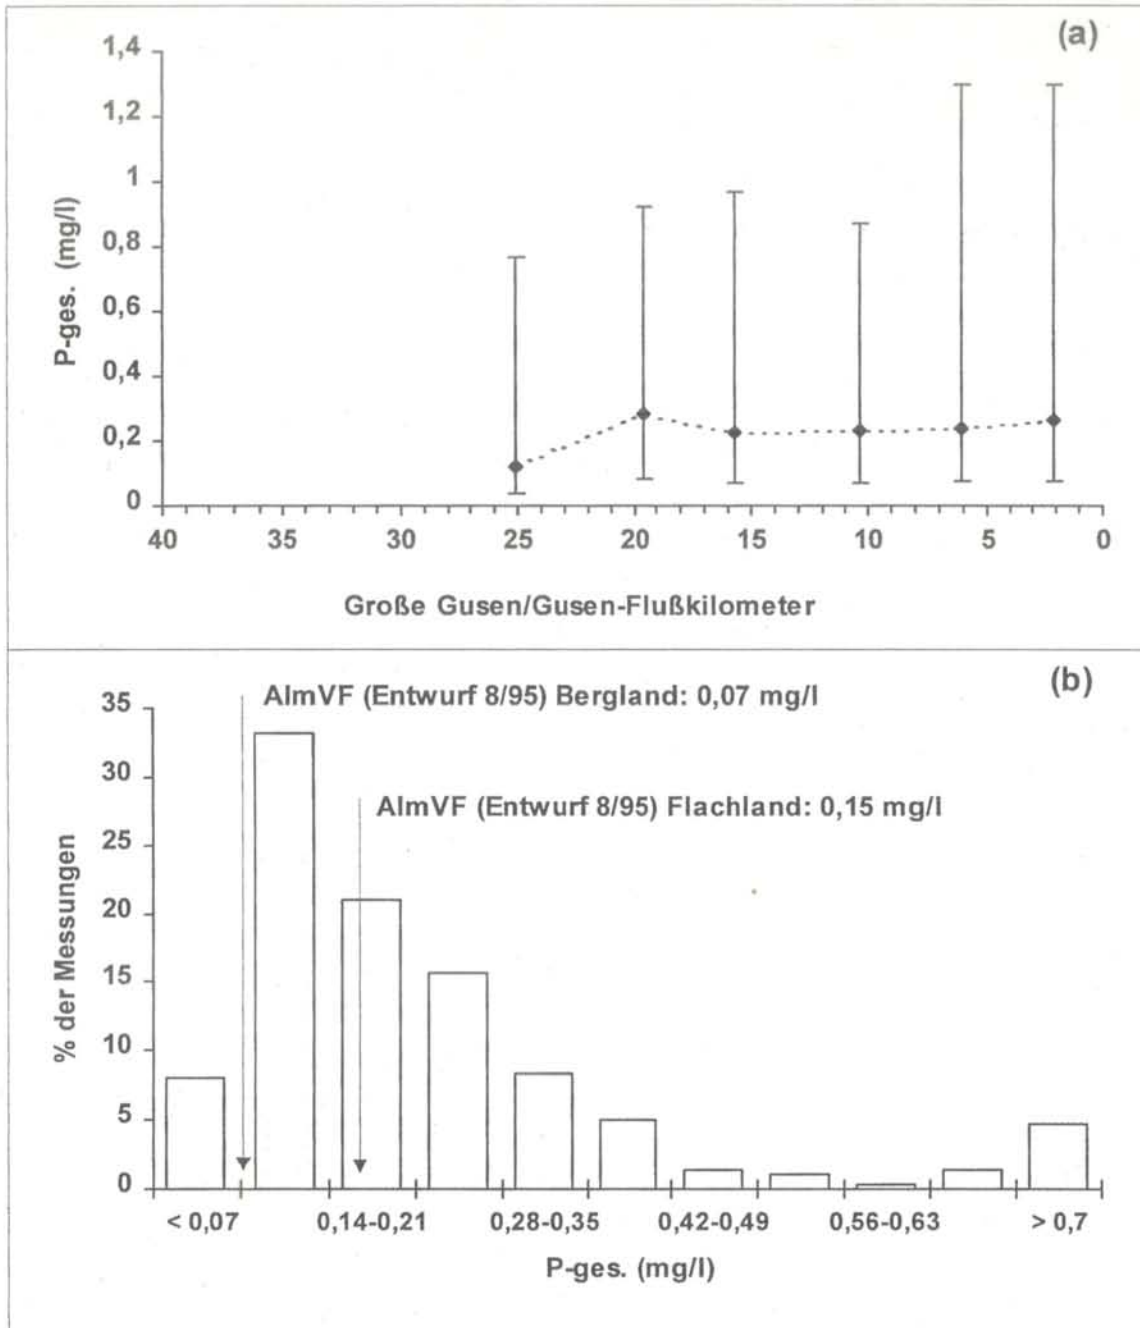 (a)
1,4
1,2
1
0,8
0,6
0,4
0,2
0
P-ges. (mg/l)
40 35 30 25 20 15 10 5 0
Große Gusen/Gusen-Flußkilometer
(b)
AImVF (Entwurf 8/95) Bergland: 0,07 mg/l
AImVF (Entwurf 8/95) Flachland: 0,15 mg/l
35
30
25
20
15
10
5
0
% der Messungen
< 0,07 0,14-0,21 0,28-0,35 0,42-0,49 0,56-0,63 > 0,7
P-ges. (mg/l)